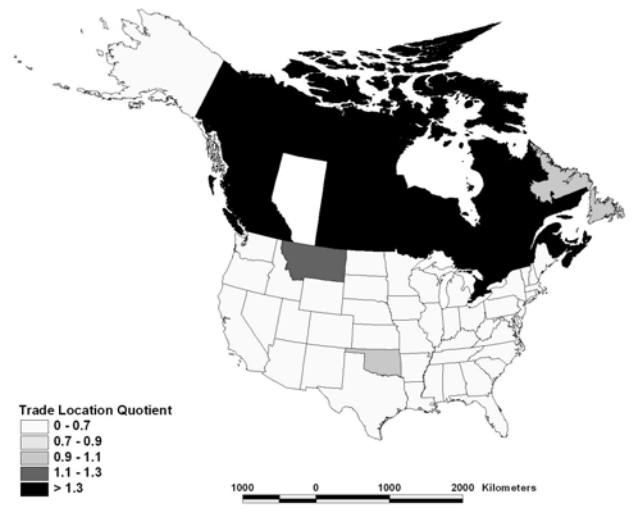 Trade Location Quotient
0 - 0.7
0.7 - 0.9
0.9 - 1.1
1.1 - 1.3
> 1.3
1000 0 1000 2000 Kilometers